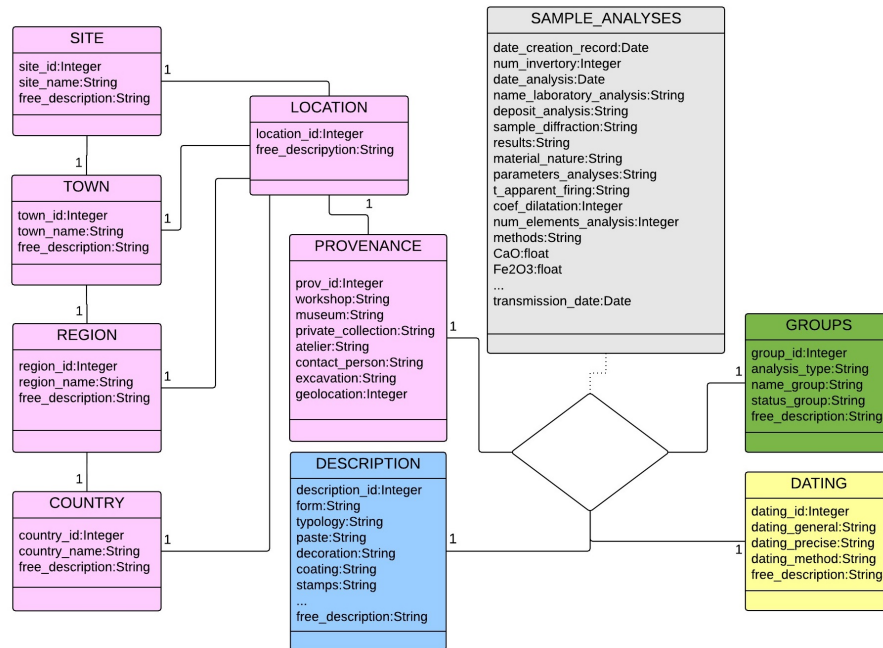 SITE
site_id:Integer
site_name:String
free_description:String
1
1
TOWN
town_id:Integer
town_name:String
free_description:String
1
1
REGION
region_id:Integer
region_name:String
free_description:String
1
1
COUNTRY
country_id:Integer
country_name:String
free_description:String
1
LOCATION
location_id:Integer
free_descripytion:String
1
PROVENANCE
prov_id:Integer
workshop:String
museum:String
private_collection:String
atelier:String
contact_person:String
excavation:String
geolocation:Integer
1
DESCRIPTION
description_id:Integer
form:String
typology:String
paste:String
decoration:String
coating:String
stamps:String
...
free_description:String
1
SAMPLE_ANALYSES
date_creation_record:Date
num_invertory:Integer
date_analysis:Date
name_laboratory_analysis:String
deposit_analysis:String
sample_diffraction:String
results:String
material_nature:String
parameters_analyses:String
t_apparent_firing:String
coef_dilatation:Integer
num_elements_analysis:Integer
methods:String
CaO:float
Fe2O3:float
...
transmission_date:Date
GROUPS
group_id:Integer
analysis_type:String
name_group:String
status_group:String
free_description:String
1
DATING
dating_id:Integer
dating_general:String
dating_precise:String
dating_method:String
free_description:String
1